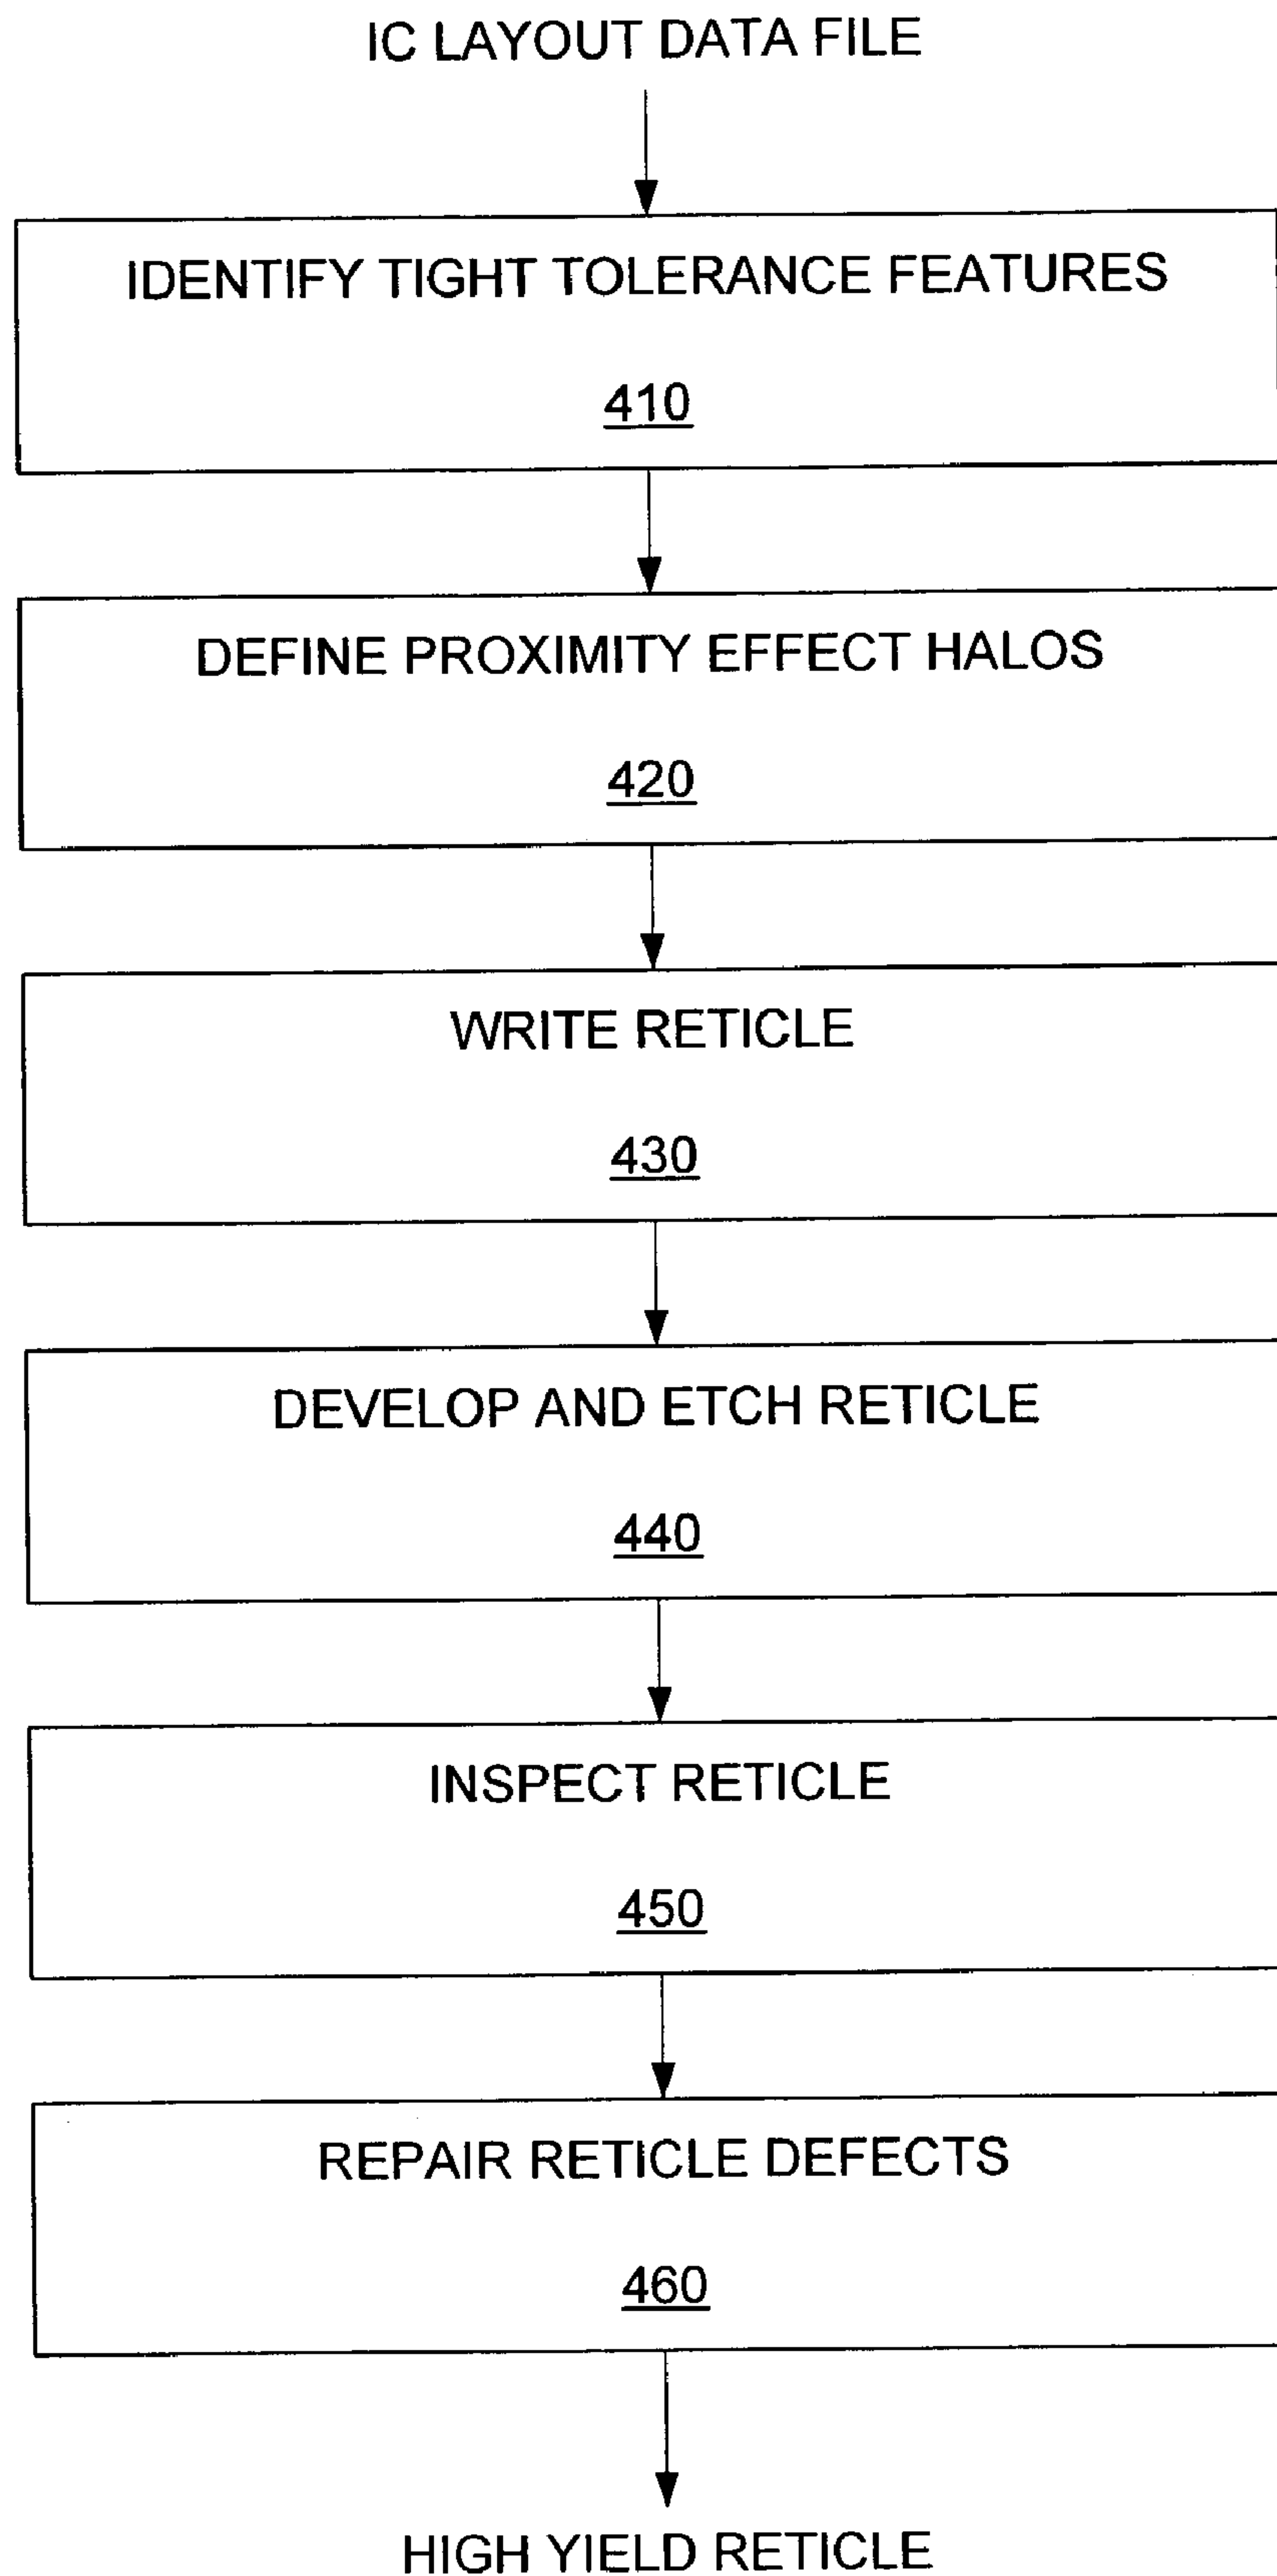 IC LAYOUT DATA FILE
IDENTIFY TIGHT TOLERANCE FEATURES
410
DEFINE PROXIMITY EFFECT HALOS
420
WRITE RETICLE
430
DEVELOP AND ETCH RETICLE
440
INSPECT RETICLE
450
REPAIR RETICLE DEFECTS
460
HIGH YIELD RETICLE